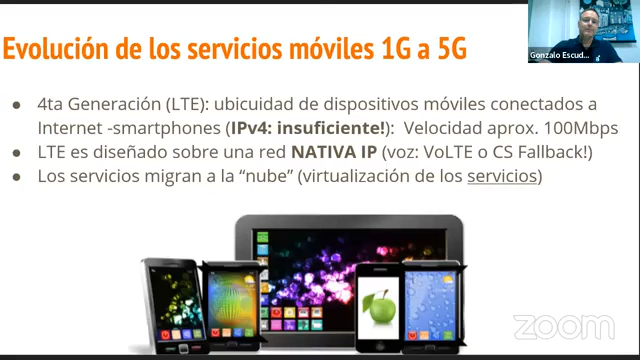 Evolución de los servicios móviles 1G a 5G
Gonzalo Escud...
● 4ta Generación (LTE): ubicuidad de dispositivos móviles conectados a
Internet -smartphones (IPv4: insuficiente!): Velocidad aprox. 100Mbps
● LTE es diseñado sobre una red NATIVA IP (voz: VoLTE o CS Fallback!)
● Los servicios migran a la “nube” (virtualización de los servicios)
zoom